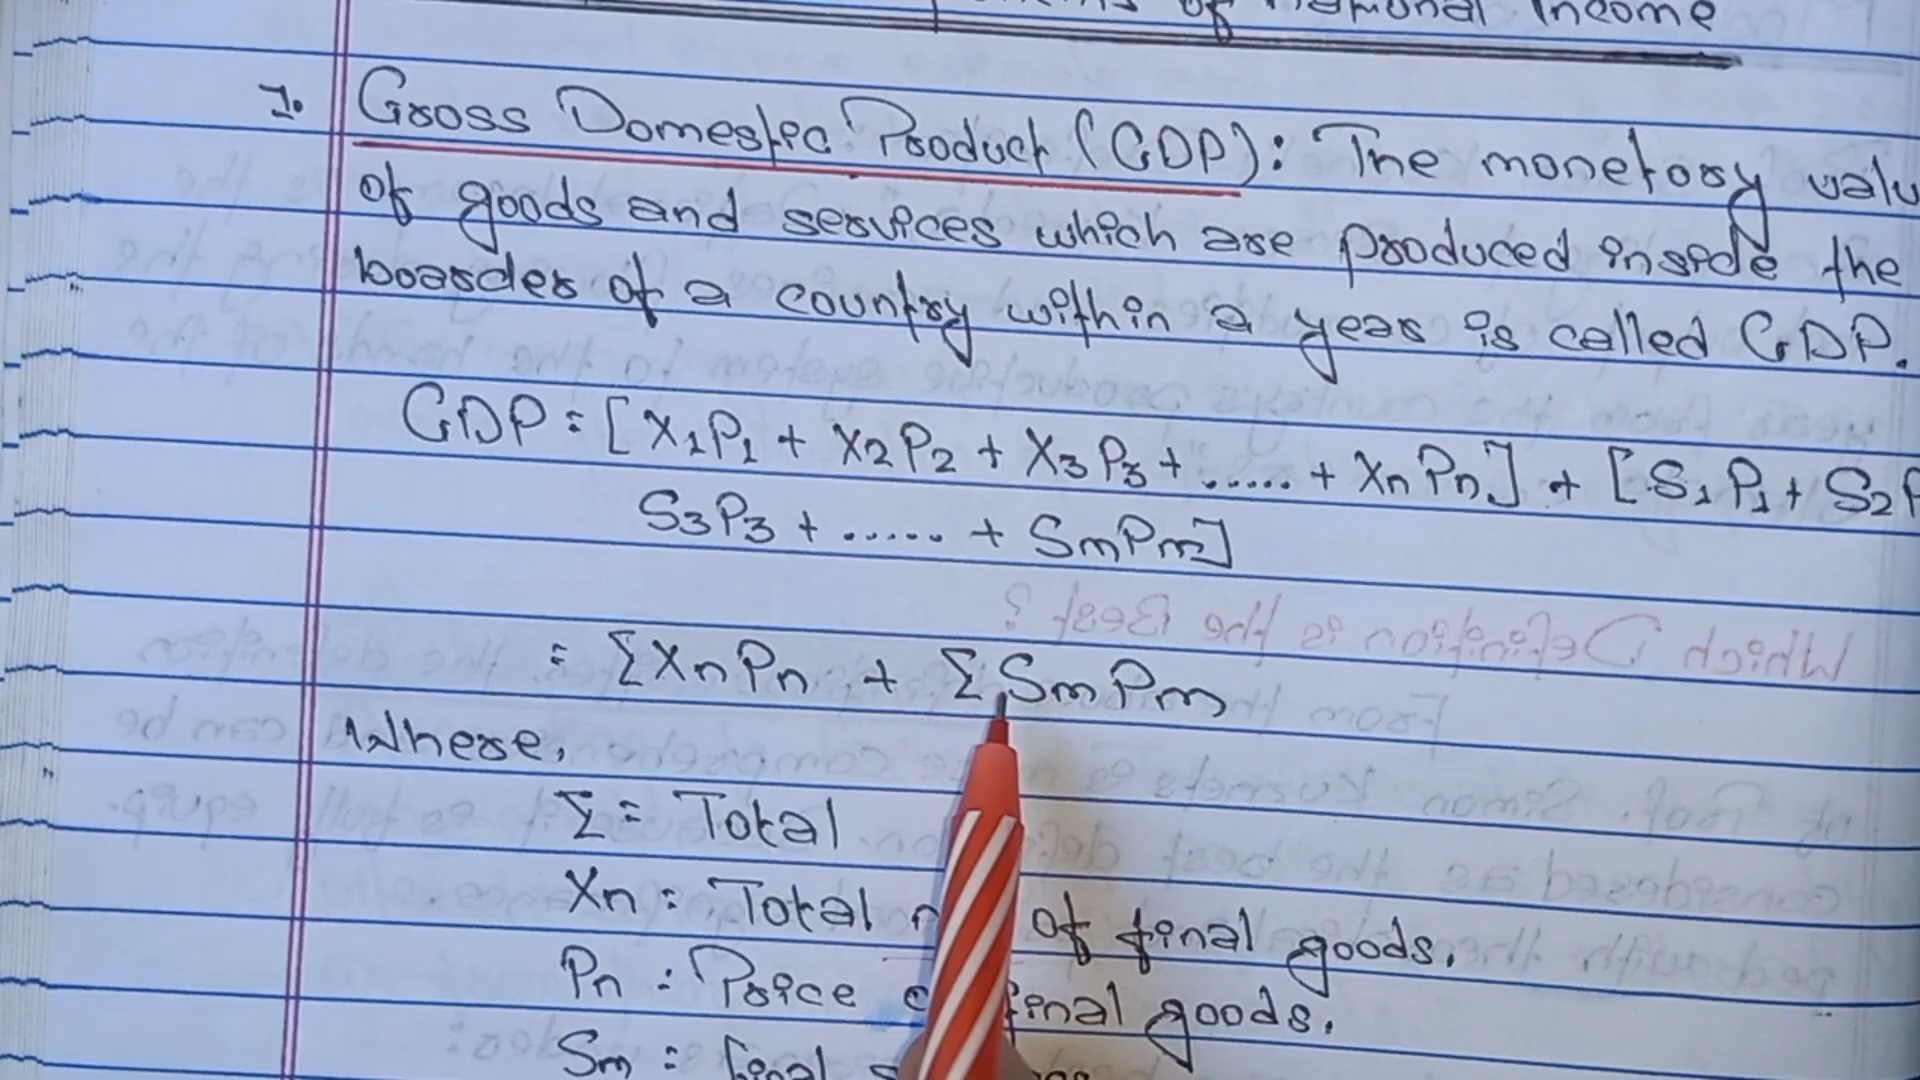 of National Income
1. Gross Domestic Product (GDP): The monetory valu
of goods and services which are produced inside the
boarder of a country within a year is called GDP.
GDP = [X1P1 + X2P2 + X3P3 + ...... + XnPn] + [S1P1 + S2P
S3P3 + ...... + SmPm]
= ΣXnPn + ΣSmPm
Where,
Σ = Total
Xn = Total of final goods.
Pn = Price final goods.
Sm = final